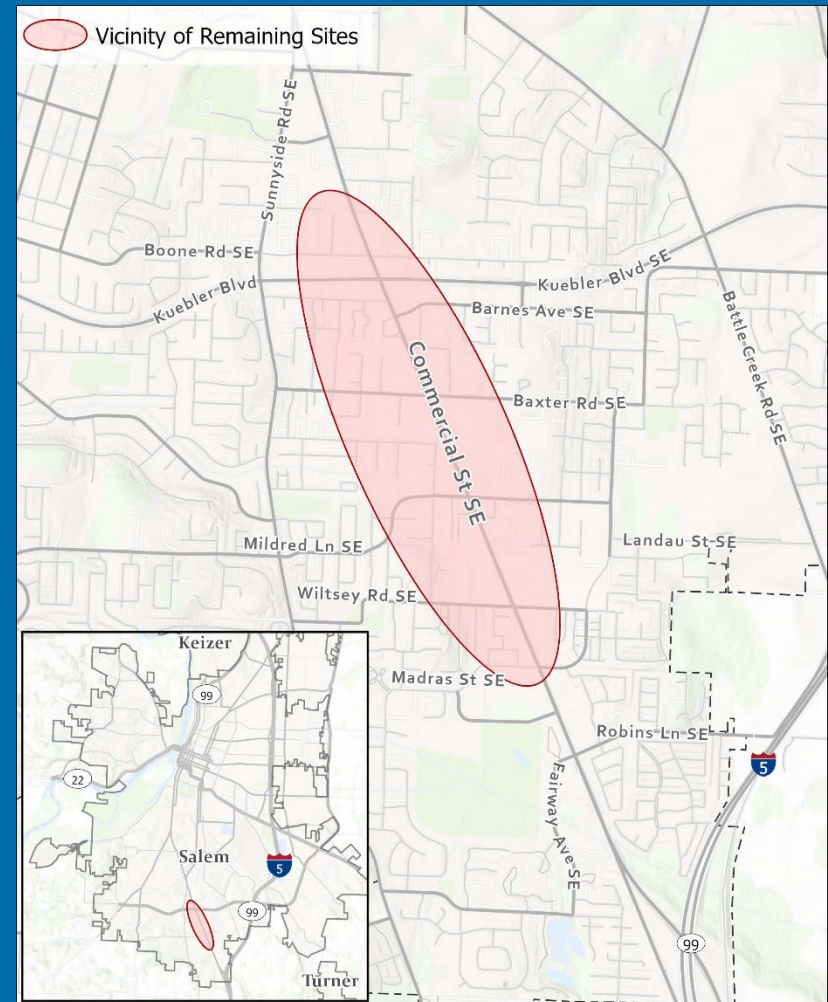 Vicinity of Remaining Sites
Sunnyside Rd SE
Boone Rd SE
Kuebler Blvd
Kuebler Blvd SE
Barnes Ave SE
Battle Creek Rd SE
Commercial St SE
Baxter Rd SE
Mildred Ln SE
Landau St SE
Wiltsey Rd SE
Madras St SE
Robins Ln SE
5
Fairway Ave SE
99
Keizer
99
22
Salem
5
99
Turner